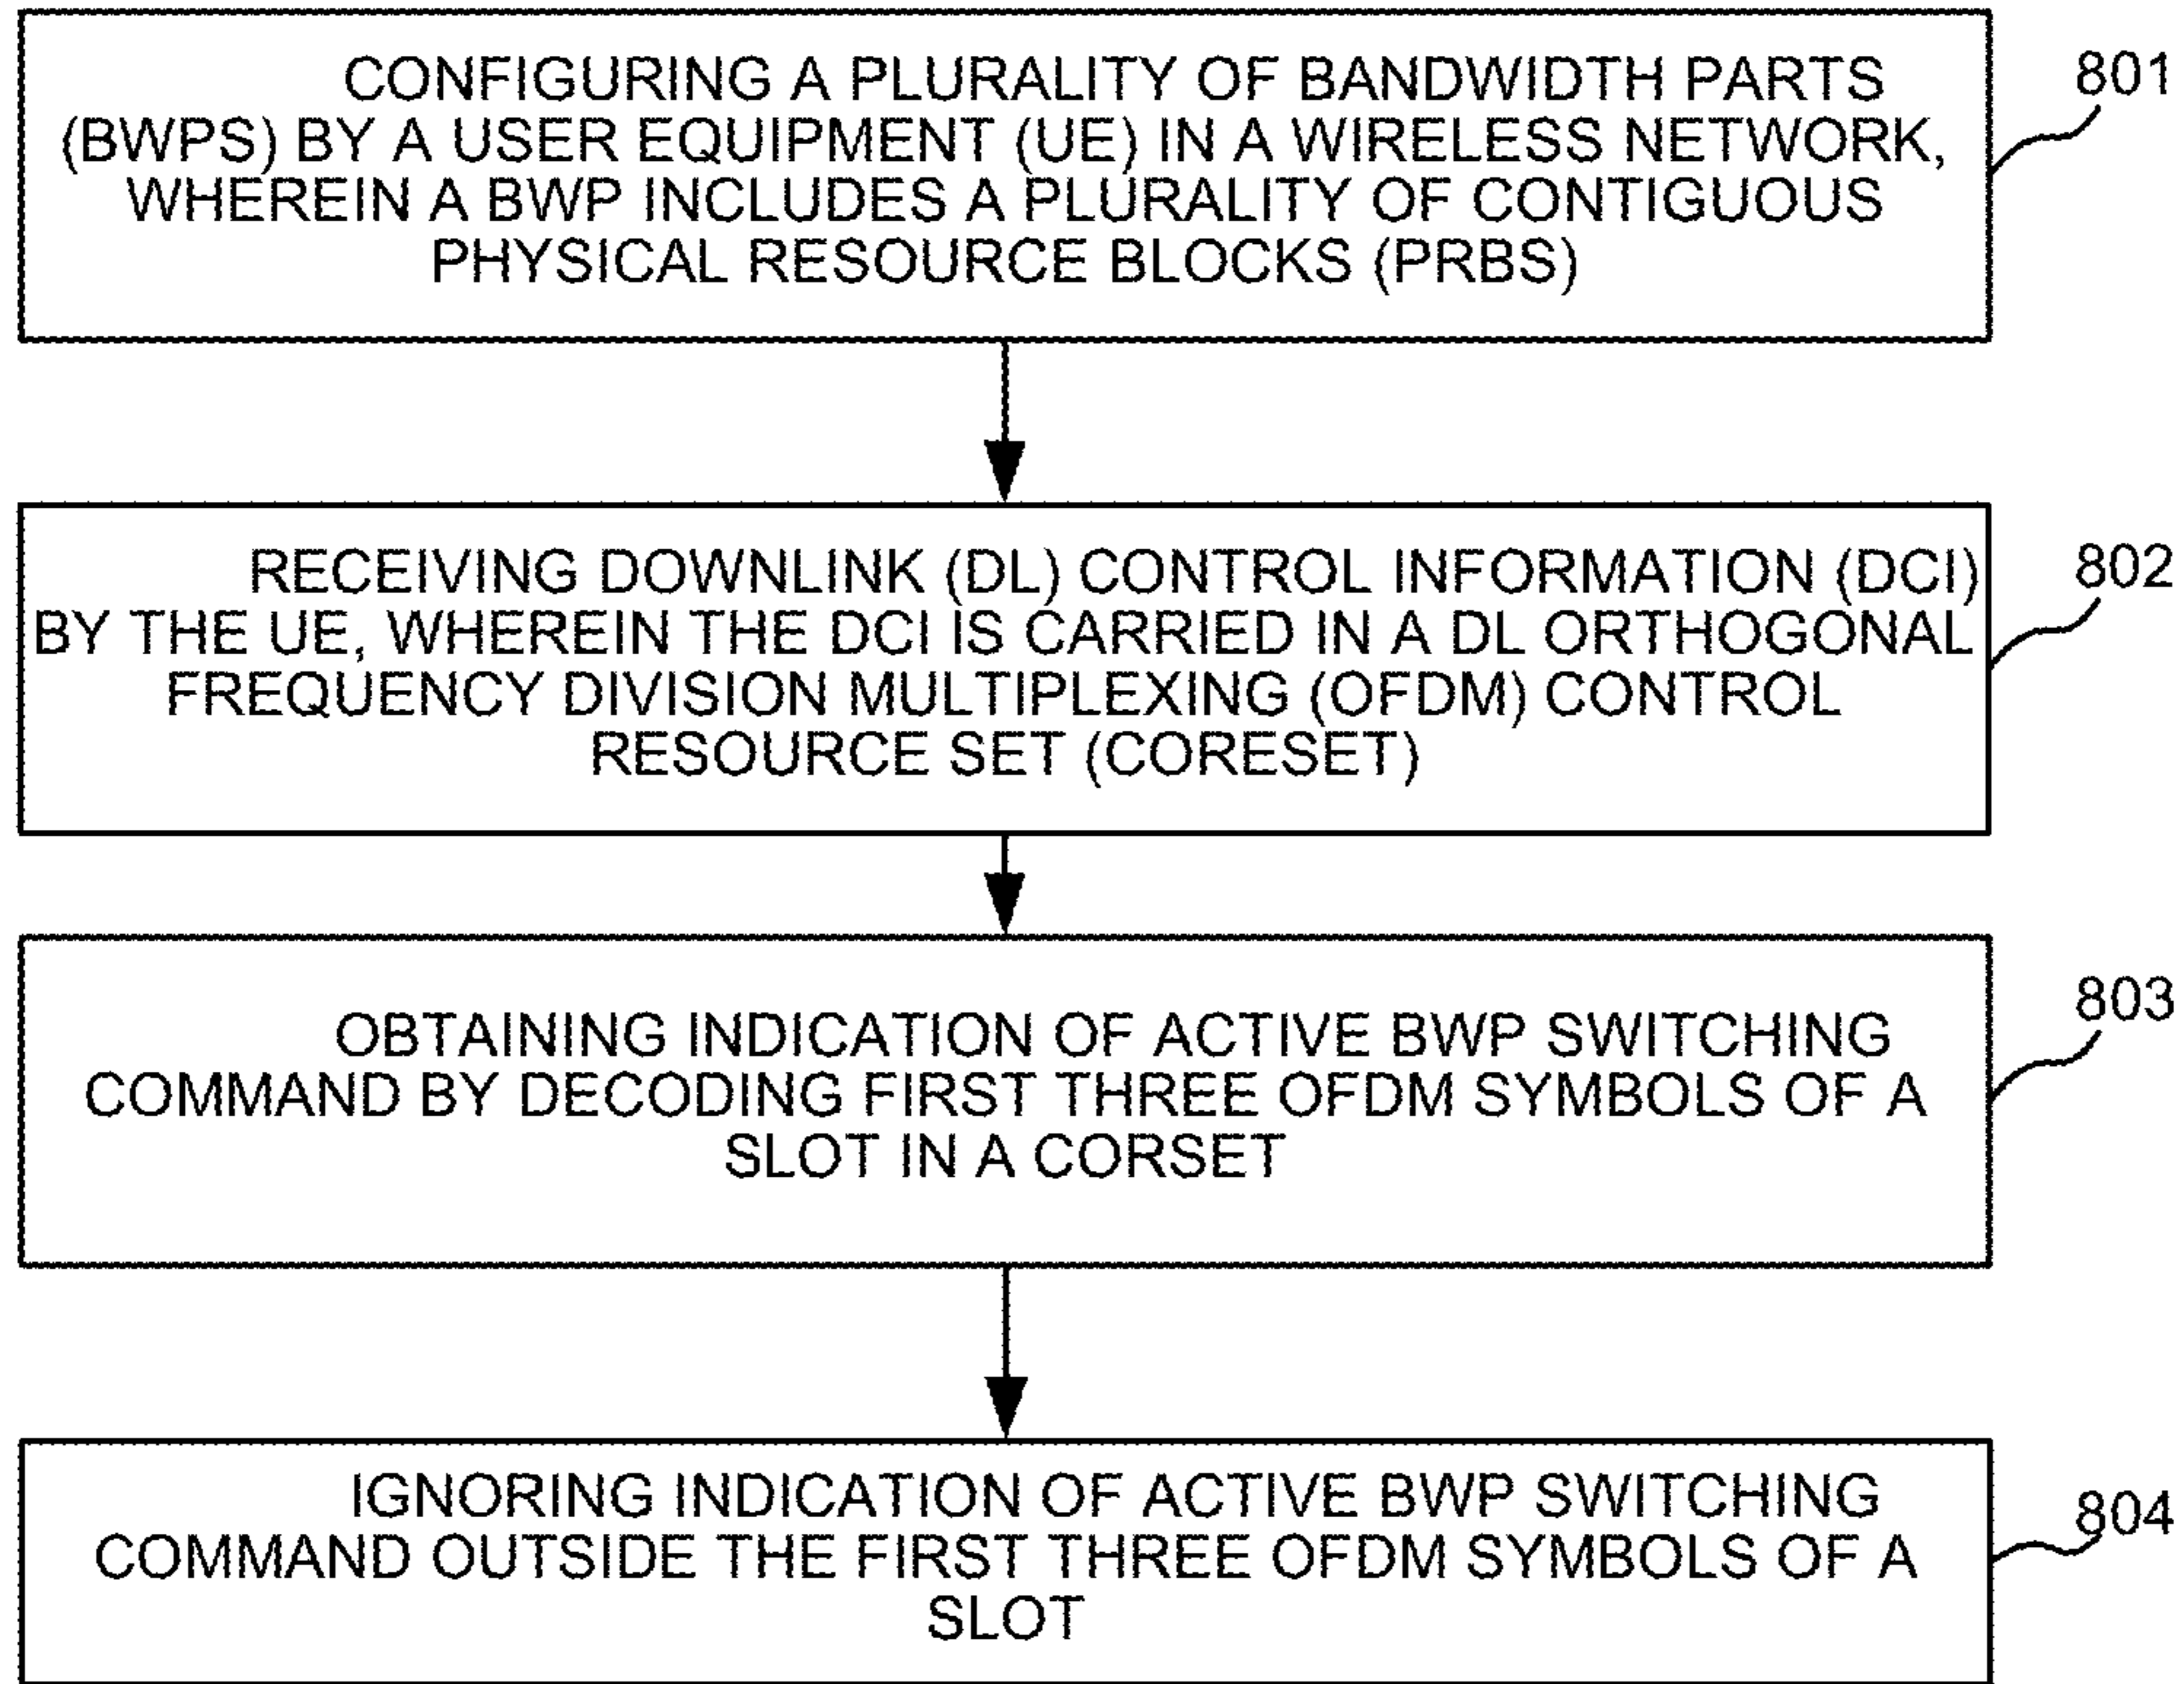 CONFIGURING A PLURALITY OF BANDWIDTH PARTS
(BWPS) BY A USER EQUIPMENT (UE) IN A WIRELESS NETWORK,
WHEREIN A BWP INCLUDES A PLURALITY OF CONTIGUOUS
PHYSICAL RESOURCE BLOCKS (PRBS)
801
RECEIVING DOWNLINK (DL) CONTROL INFORMATION (DCI)
BY THE UE, WHEREIN THE DCI IS CARRIED IN A DL ORTHOGONAL
FREQUENCY DIVISION MULTIPLEXING (OFDM) CONTROL
RESOURCE SET (CORESET)
802
OBTAINING INDICATION OF ACTIVE BWP SWITCHING
COMMAND BY DECODING FIRST THREE OFDM SYMBOLS OF A
SLOT IN A CORSET
803
IGNORING INDICATION OF ACTIVE BWP SWITCHING
COMMAND OUTSIDE THE FIRST THREE OFDM SYMBOLS OF A
SLOT
804